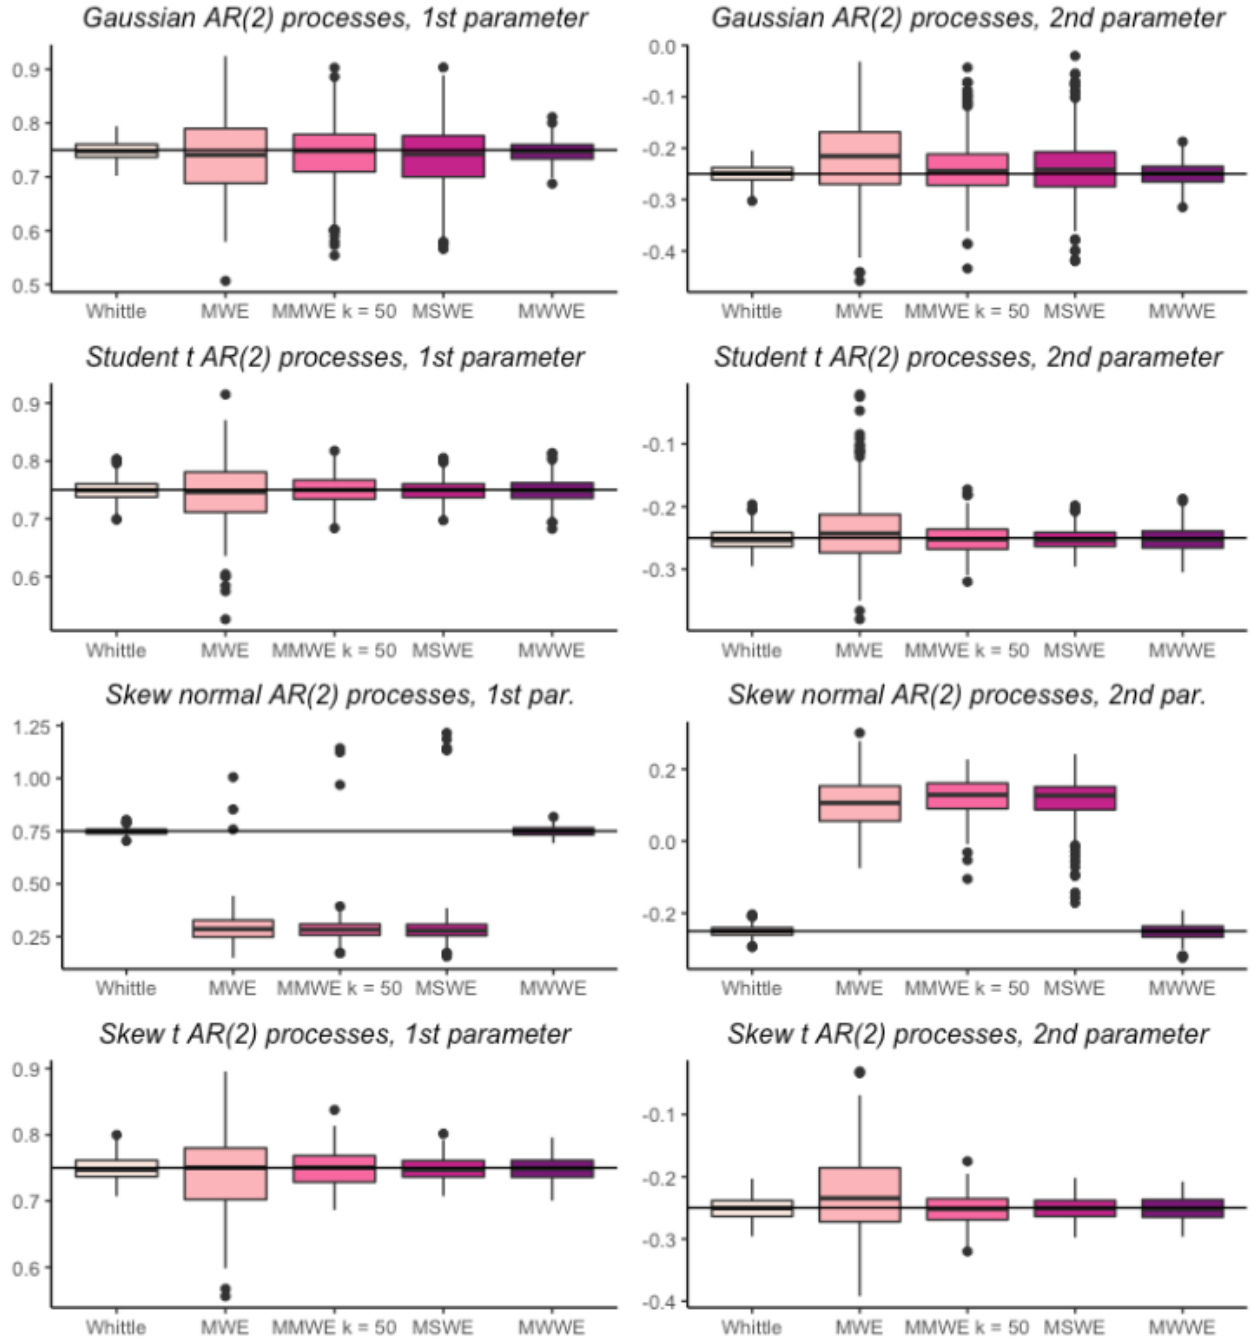 Gaussian AR(2) processes, 1st parameter
0.9
0.8
0.7
0.6
0.5
Whittle MWE MMWE k = 50 MSWE MWWE
Gaussian AR(2) processes, 2nd parameter
0.0
-0.1
-0.2
-0.3
-0.4
Whittle MWE MMWE k = 50 MSWE MWWE
Student t AR(2) processes, 1st parameter
0.9
0.8
0.7
0.6
Whittle MWE MMWE k = 50 MSWE MWWE
Student t AR(2) processes, 2nd parameter
-0.1
-0.2
-0.3
Whittle MWE MMWE k = 50 MSWE MWWE
Skew normal AR(2) processes, 1st par.
1.25
1.00
0.75
0.50
0.25
Whittle MWE MMWE k = 50 MSWE MWWE
Skew normal AR(2) processes, 2nd par.
0.2
0.0
-0.2
Whittle MWE MMWE k = 50 MSWE MWWE
Skew t AR(2) processes, 1st parameter
0.9
0.8
0.7
0.6
Whittle MWE MMWE k = 50 MSWE MWWE
Skew t AR(2) processes, 2nd parameter
-0.1
-0.2
-0.3
-0.4
Whittle MWE MMWE k = 50 MSWE MWWE